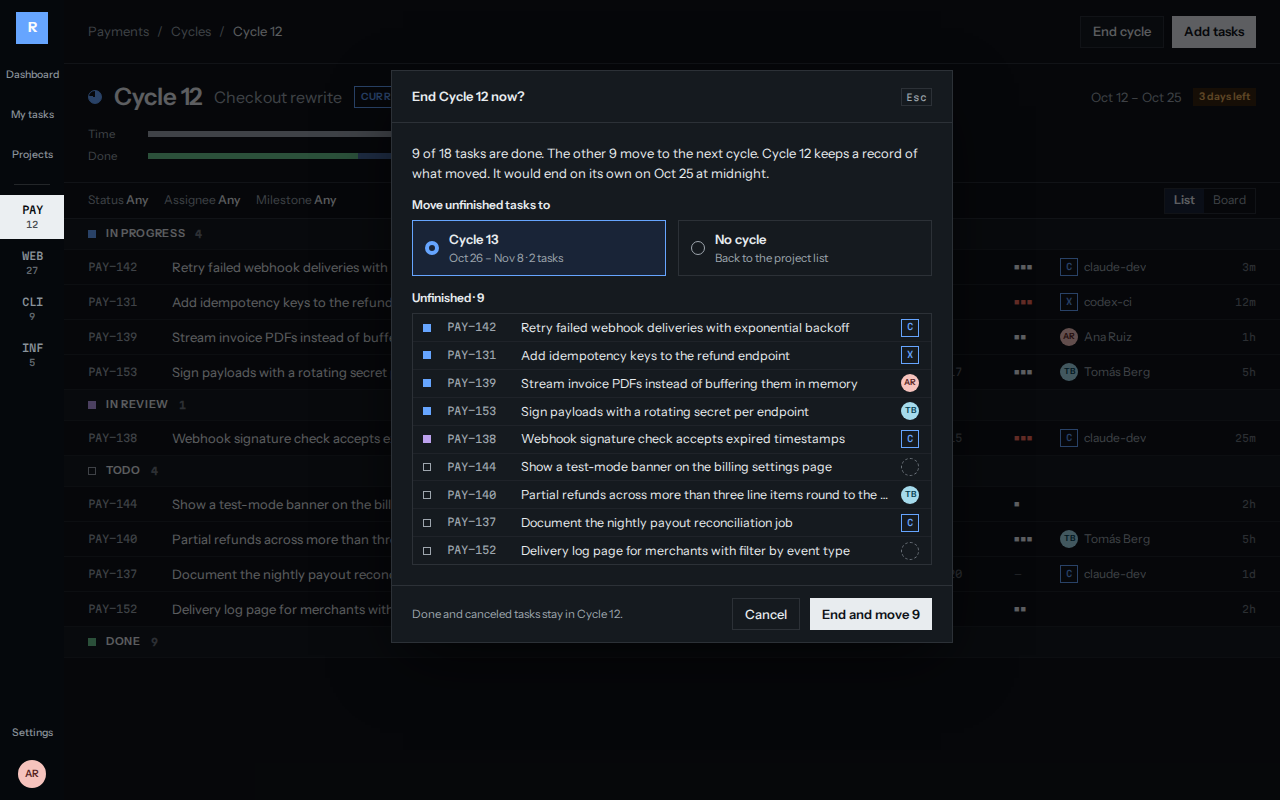 R
Dashboard
My tasks
Projects
PAY
12
WEB
27
CLI
9
INF
5
Settings
AR
Payments / Cycles / Cycle 12
End cycle
Add tasks
Cycle 12 Checkout rewrite
Oct 12 – Oct 25 3 days left
Time
Done
Status Any Assignee Any Milestone Any
List Board
IN PROGRESS 4
PAY-142 Retry failed webhook deliveries with C claude-dev 3m
PAY-131 Add idempotency keys to the refund X codex-ci 12m
PAY-139 Stream invoice PDFs instead of AR Ana Ruiz 1h
PAY-153 Sign payloads with a rotating secret TB Tomás Berg 5h
IN REVIEW 1
PAY-138 Webhook signature check accepts C claude-dev 25m
TODO 4
PAY-144 Show a test-mode banner on the 2h
PAY-140 Partial refunds across more than TB Tomás Berg 5h
PAY-137 Document the nightly payout C claude-dev 1d
PAY-152 Delivery log page for merchants 2h
DONE 9
End Cycle 12 now?
Esc
9 of 18 tasks are done. The other 9 move to the next cycle. Cycle 12 keeps a record of
what moved. It would end on its own on Oct 25 at midnight.
Move unfinished tasks to
Cycle 13
Oct 26 – Nov 8 · 2 tasks
No cycle
Back to the project list
Unfinished · 9
PAY-142 Retry failed webhook deliveries with exponential backoff C
PAY-131 Add idempotency keys to the refund endpoint X
PAY-139 Stream invoice PDFs instead of buffering them in memory AR
PAY-153 Sign payloads with a rotating secret per endpoint TB
PAY-138 Webhook signature check accepts expired timestamps C
PAY-144 Show a test-mode banner on the billing settings page
PAY-140 Partial refunds across more than three line items round to the … TB
PAY-137 Document the nightly payout reconciliation job C
PAY-152 Delivery log page for merchants with filter by event type
Done and canceled tasks stay in Cycle 12.
Cancel
End and move 9